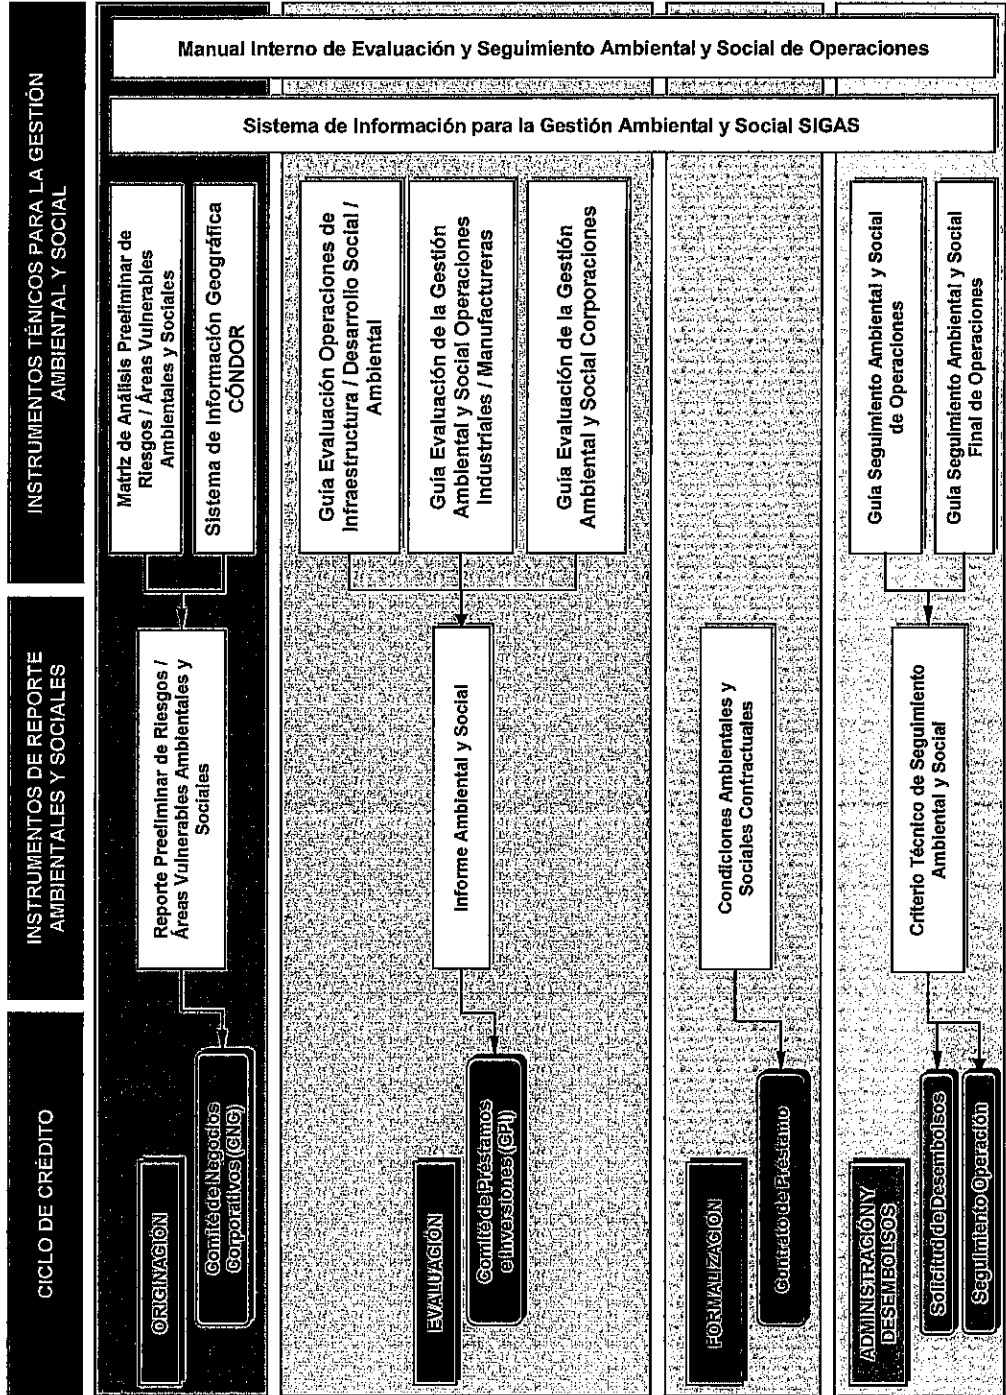 CICLO DE CRÉDITO
INSTRUMENTOS DE REPORTE
AMBIENTALES Y SOCIALES
INSTRUMENTOS TÉNICOS PARA LA GESTIÓN
AMBIENTAL Y SOCIAL
ORIGINACIÓN
Comité de Negocios
Corporativos (CNC)
Reporte Preeliminar de Riesgos /
Áreas Vulnerables Ambientales y
Sociales
Matriz de Análisis Preeliminar de
Riesgos / Áreas Vulnerables
Ambientales y Sociales
Sistema de Información Geográfica
CÓNDOR
EVALUACIÓN
Comité de Préstamos
e Inversiones (CPI)
Informe Ambiental y Social
Guía Evaluación Operaciones de
Infraestructura / Desarrollo Social /
Ambiental
Guía Evaluación de la Gestión
Ambiental y Social Operaciones
Industriales / Manufactureras
Guía Evaluación de la Gestión
Ambiental y Social Corporaciones
FORMALIZACIÓN
Contrato de Préstamo
Condiciones Ambientales y
Sociales Contractuales
ADMINISTRACIÓN Y
DESEMBOLSOS
Solicitud de Desembolsos
Seguimiento Operación
Criterio Técnico de Seguimiento
Ambiental y Social
Guía Seguimiento Ambiental y Social
de Operaciones
Guía Seguimiento Ambiental y Social
Final de Operaciones
Sistema de Información para la Gestión Ambiental y Social SIGAS
Manual Interno de Evaluación y Seguimiento Ambiental y Social de Operaciones